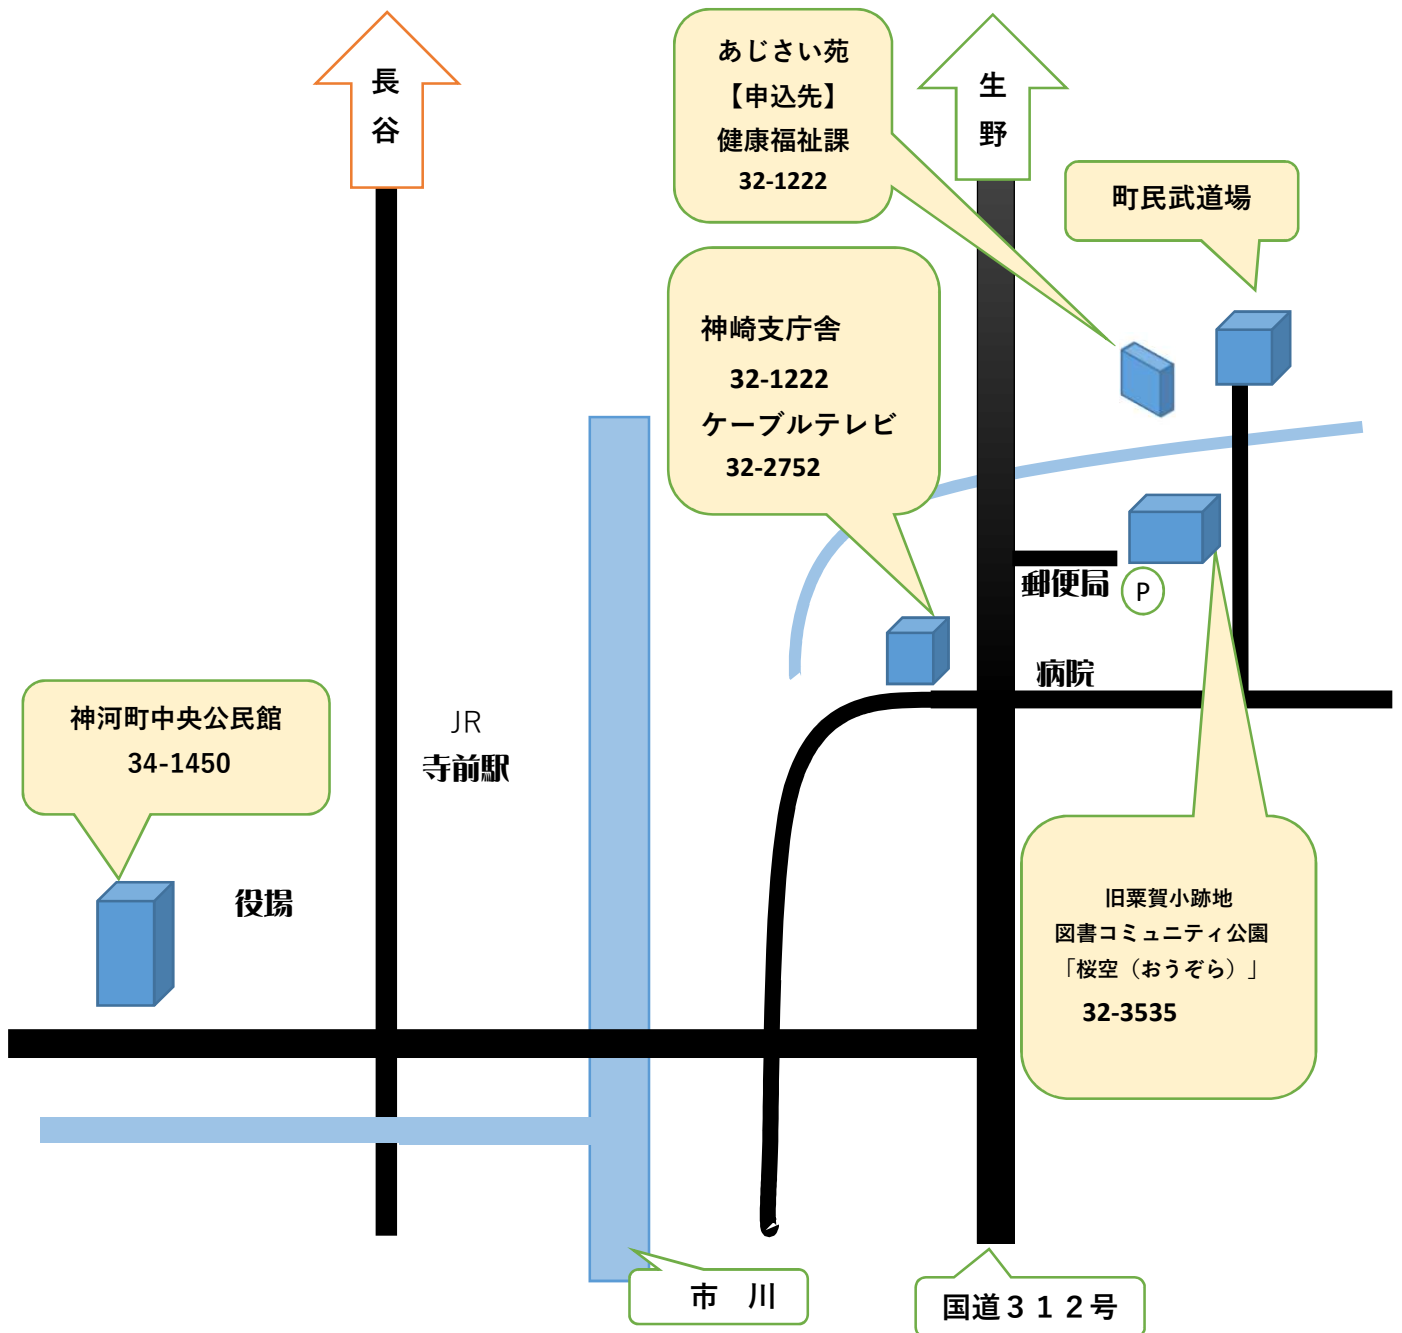 長
谷
あじさい苑
【申込先】
健康福祉課
32-1222
生
野
町民武道場
神崎支庁舎
32-1222
ケーブルテレビ
32-2752
郵便局
P
病院
神河町中央公民館
34-1450
JR
寺前駅
役場
旧粟賀小跡地
図書コミュニティ公園
「桜空（おうぞら）」
32-3535
市　川
国道３１２号